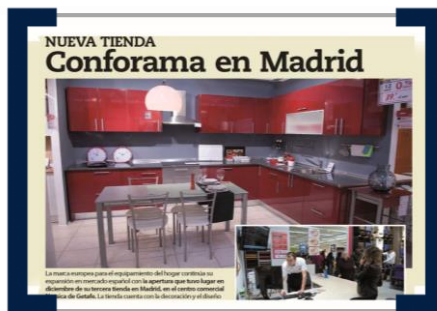 NUEVA TIENDA
Conforama en Madrid
La marca europea para el equipamiento del hogar continúa su
expansión en mercado español con la apertura que tuvo lugar en
diciembre de su tercera tienda en Madrid, en el centro comercial
de Getafe. La tienda cuenta con la decoración y el diseño